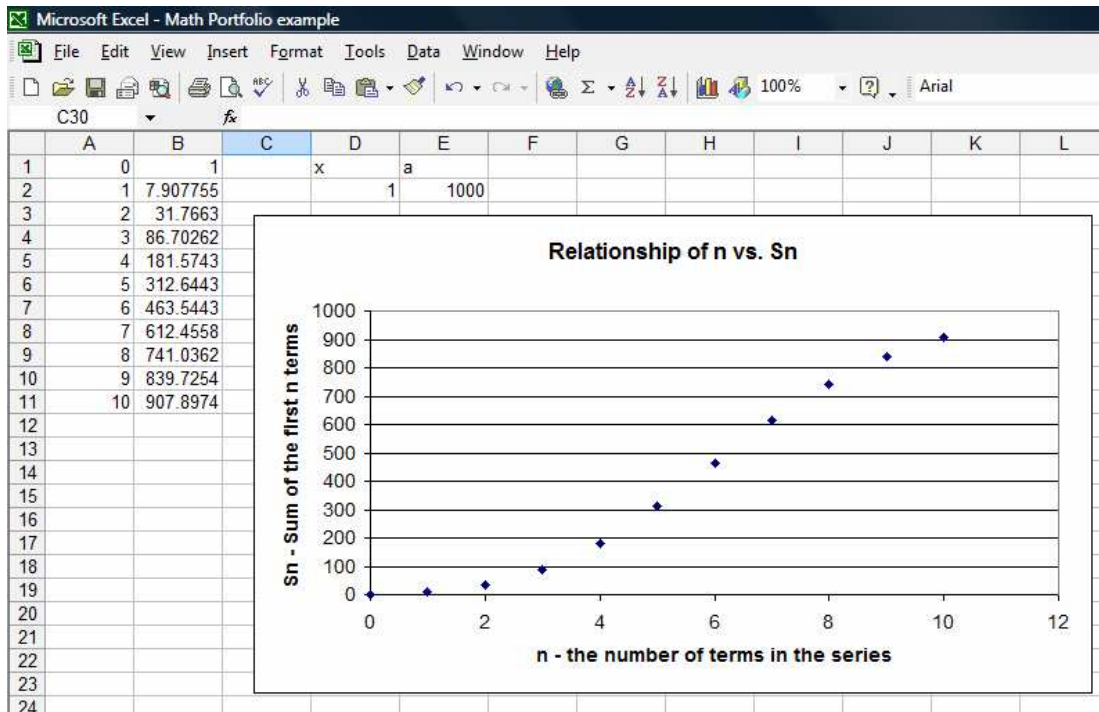 Microsoft Excel - Math Portfolio example
File Edit View Insert Format Tools Data Window Help
ABC Σ A Z Z A 100% ? Arial
C30 fx
A B C D E F G H I J K L
1 0 1 x a
2 1 7.907755 1 1000
3 2 31.7663
4 3 86.70262
5 4 181.5743
6 5 312.6443
7 6 463.5443
8 7 612.4558
9 8 741.0362
10 9 839.7254
11 10 907.8974
12
13
14
15
16
17
18
19
20
21
22
23
24
Relationship of n vs. Sn
Sn - Sum of the first n terms
1000
900
800
700
600
500
400
300
200
100
0
0 2 4 6 8 10 12
n - the number of terms in the series